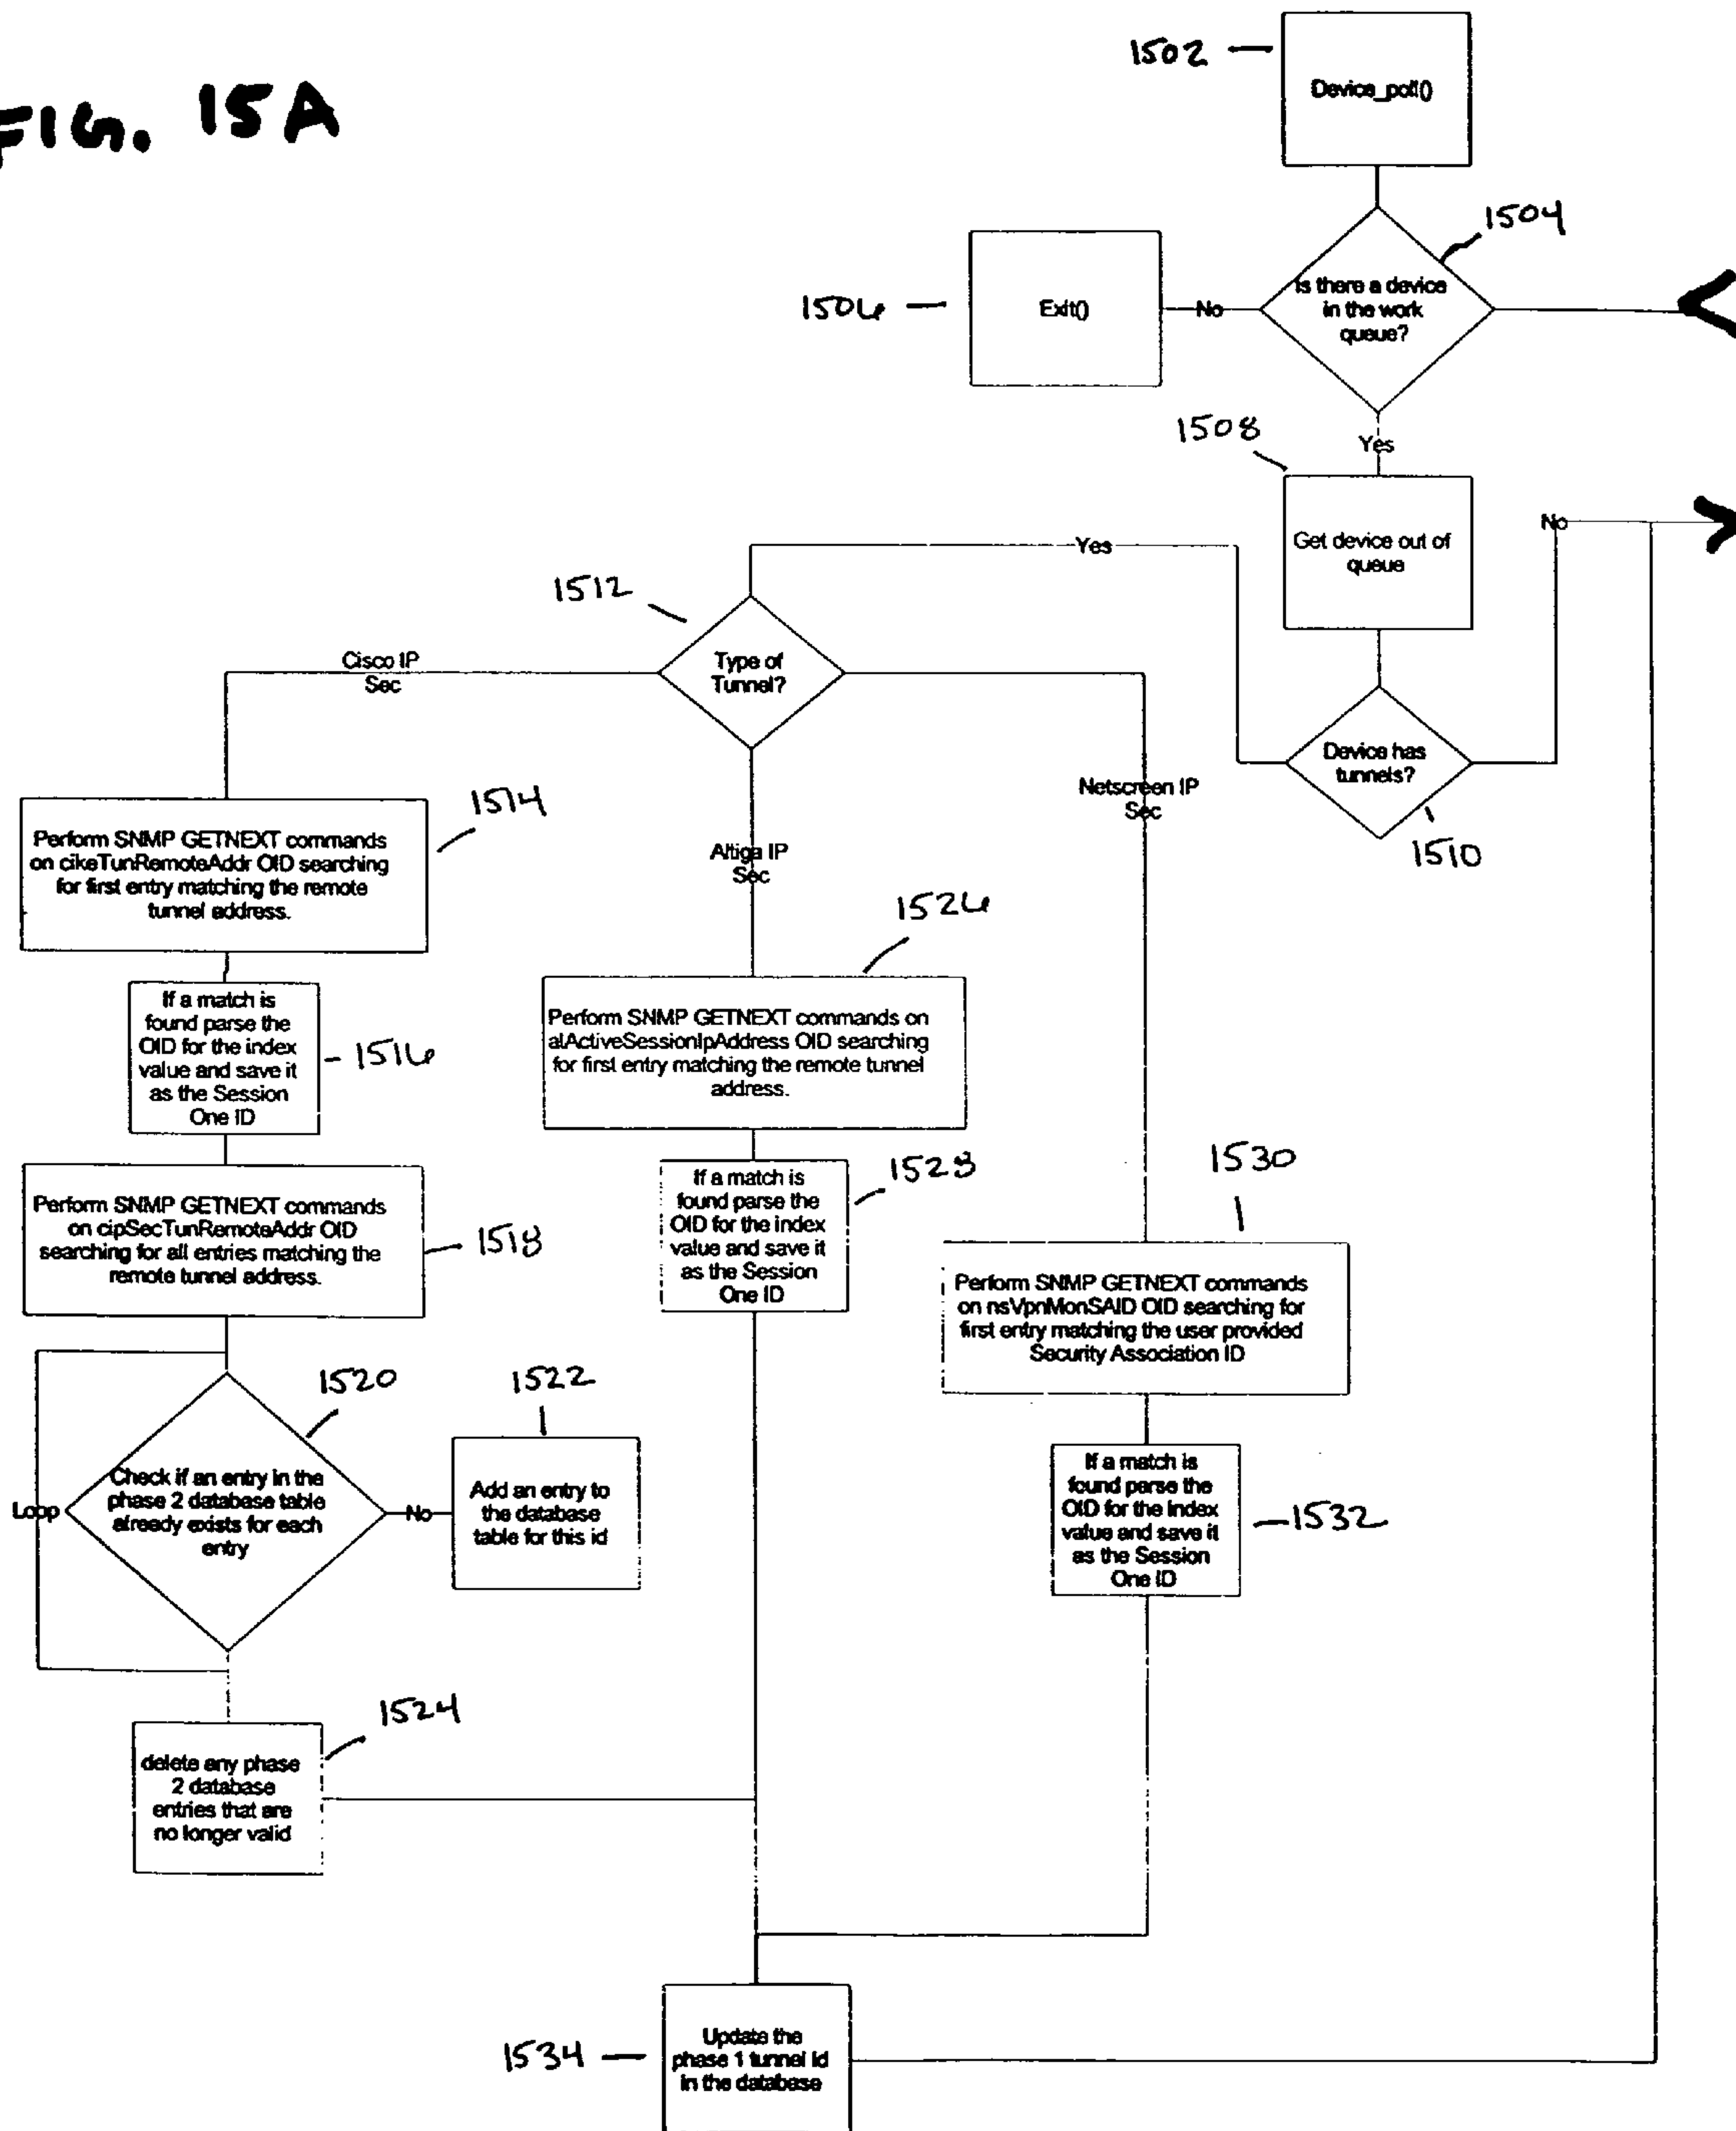 FIG. 15A
1502
Device_poll()
1504
Is there a device
in the work
queue?
1506
Exit()
No
Yes
1508
Get device out of
queue
No
Yes
1510
Device has
tunnels?
1512
Type of
Tunnel?
Cisco IP
Sec
Altiga IP
Sec
Netscreen IP
Sec
1514
Perform SNMP GETNEXT commands
on cikeTunRemoteAddr OID searching
for first entry matching the remote
tunnel address.
1516
If a match is
found parse the
OID for the index
value and save it
as the Session
One ID
1518
Perform SNMP GETNEXT commands
on cipSecTunRemoteAddr OID
searching for all entries matching the
remote tunnel address.
1520
Check if an entry in the
phase 2 database table
already exists for each
entry
Loop
No
1522
Add an entry to
the database
table for this id
1524
delete any phase
2 database
entries that are
no longer valid
1526
Perform SNMP GETNEXT commands on
alActiveSessionIpAddress OID searching
for first entry matching the remote tunnel
address.
1528
If a match is
found parse the
OID for the index
value and save it
as the Session
One ID
1530
Perform SNMP GETNEXT commands
on nsVpnMonSAID OID searching for
first entry matching the user provided
Security Association ID
1532
If a match is
found parse the
OID for the index
value and save it
as the Session
One ID
1534
Update the
phase 1 tunnel id
in the database